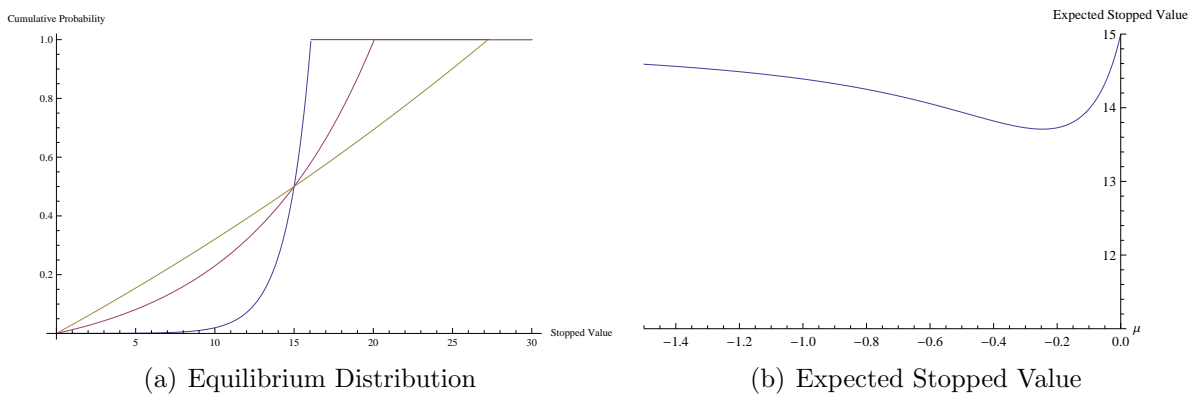 Cumulative Probability
1.0
0.8
0.6
0.4
0.2
5 10 15 20 25 30
Stopped Value
(a) Equilibrium Distribution
Expected Stopped Value
15
14
13
12
-1.4 -1.2 -1.0 -0.8 -0.6 -0.4 -0.2 0.0
μ
(b) Expected Stopped Value